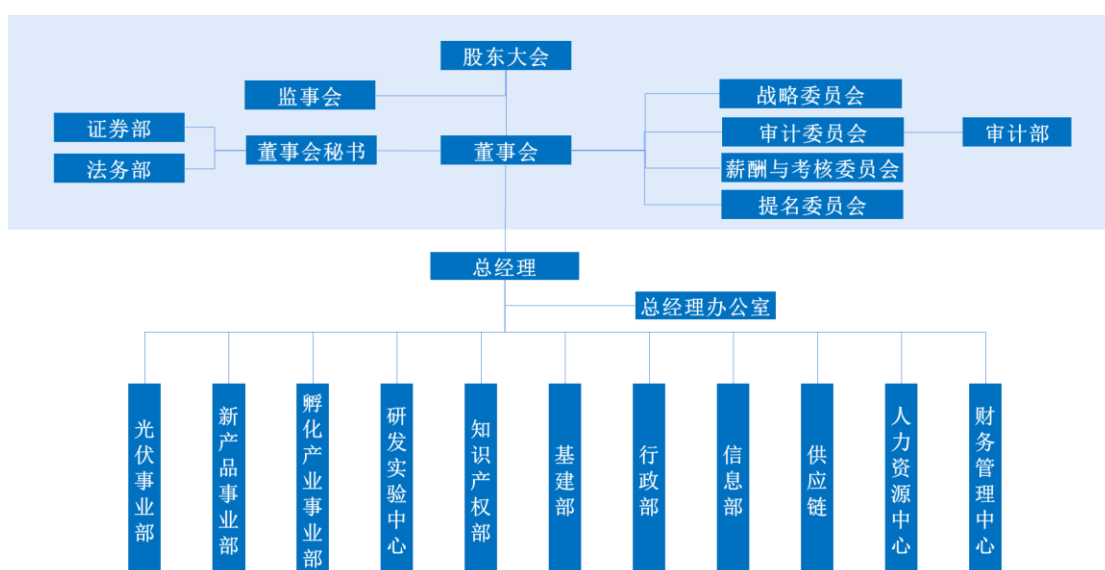 股东大会
监事会
战略委员会
证券部
审计委员会
审计部
董事会秘书
董事会
法务部
薪酬与考核委员会
提名委员会
总经理
总经理办公室
光伏事业部
新产品事业部
孵化产业事业部
研发实验中心
知识产权部
基建部
行政部
信息部
供应链
人力资源中心
财务管理中心